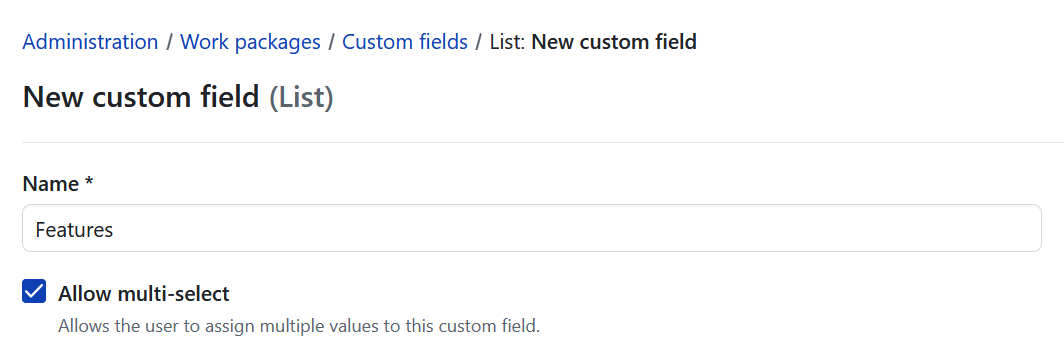 Administration / Work packages / Custom fields / List: New custom field
New custom field (List)
Name *
Features
Allow multi-select
Allows the user to assign multiple values to this custom field.